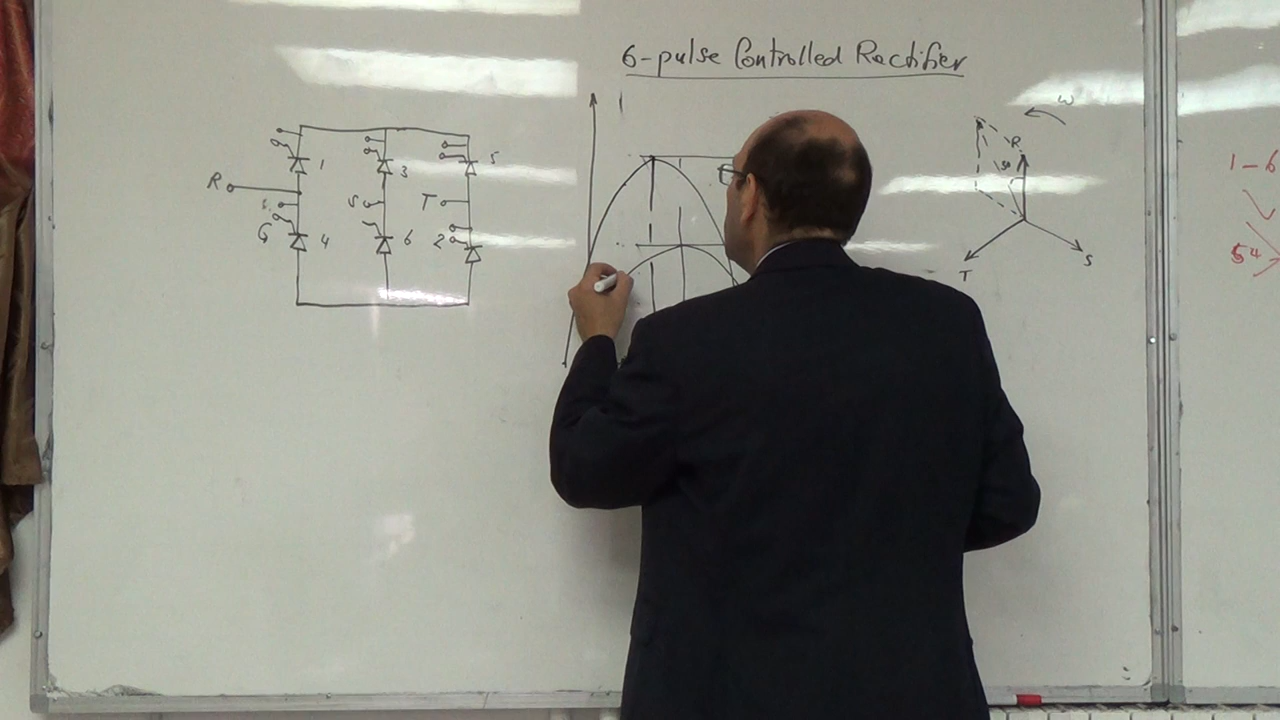 6-pulse Controlled Rectifier
1 3 5
R S T
G 4 6 2
ω
R
T S
1-6
54